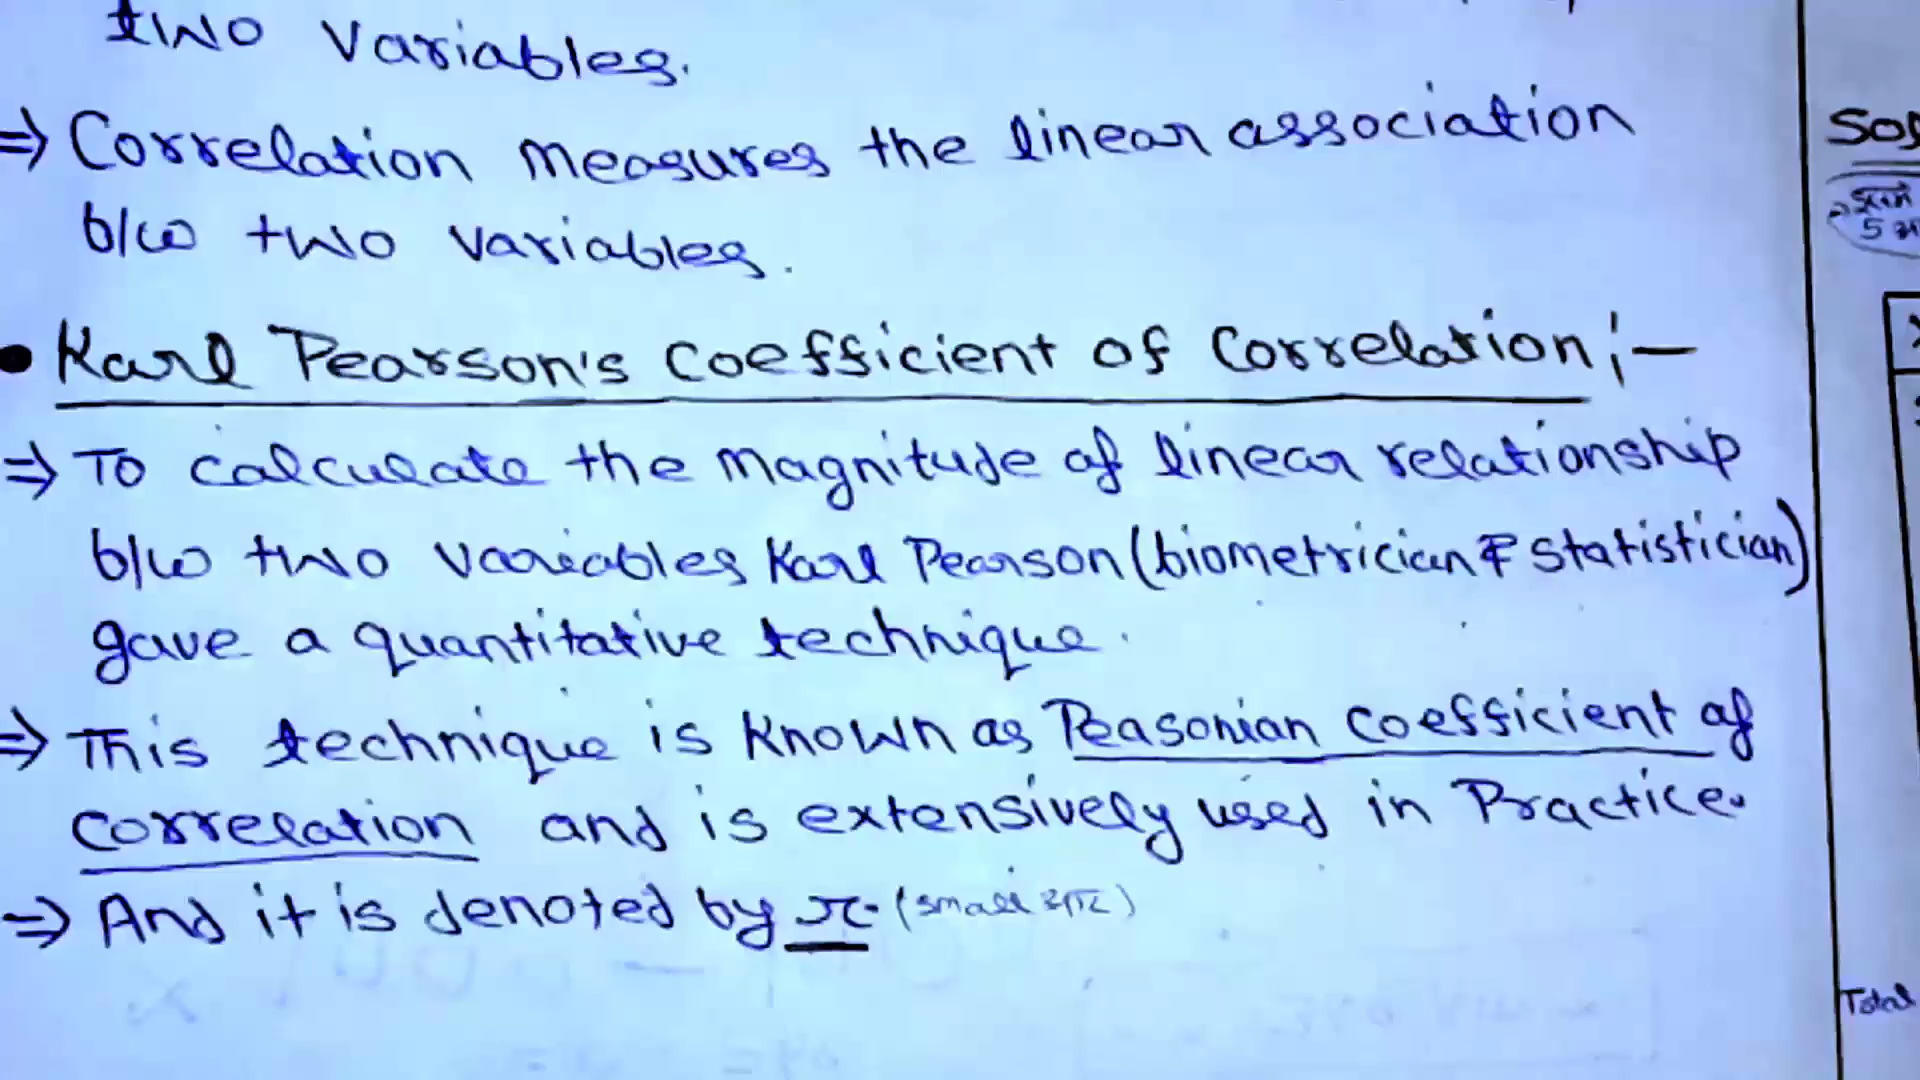 two variables.
⇒ Correlation measures the linear association
b/w two variables.
• Karl Pearson's coefficient of Correlation ;-
⇒ To calculate the magnitude of linear relationship
b/w two variables Karl Pearson (biometrician & statistician)
gave a quantitative technique.
⇒ This technique is known as Peasonian coefficient of
correlation and is extensively used in Practice.
⇒ And it is denoted by r. (small आर)
Total